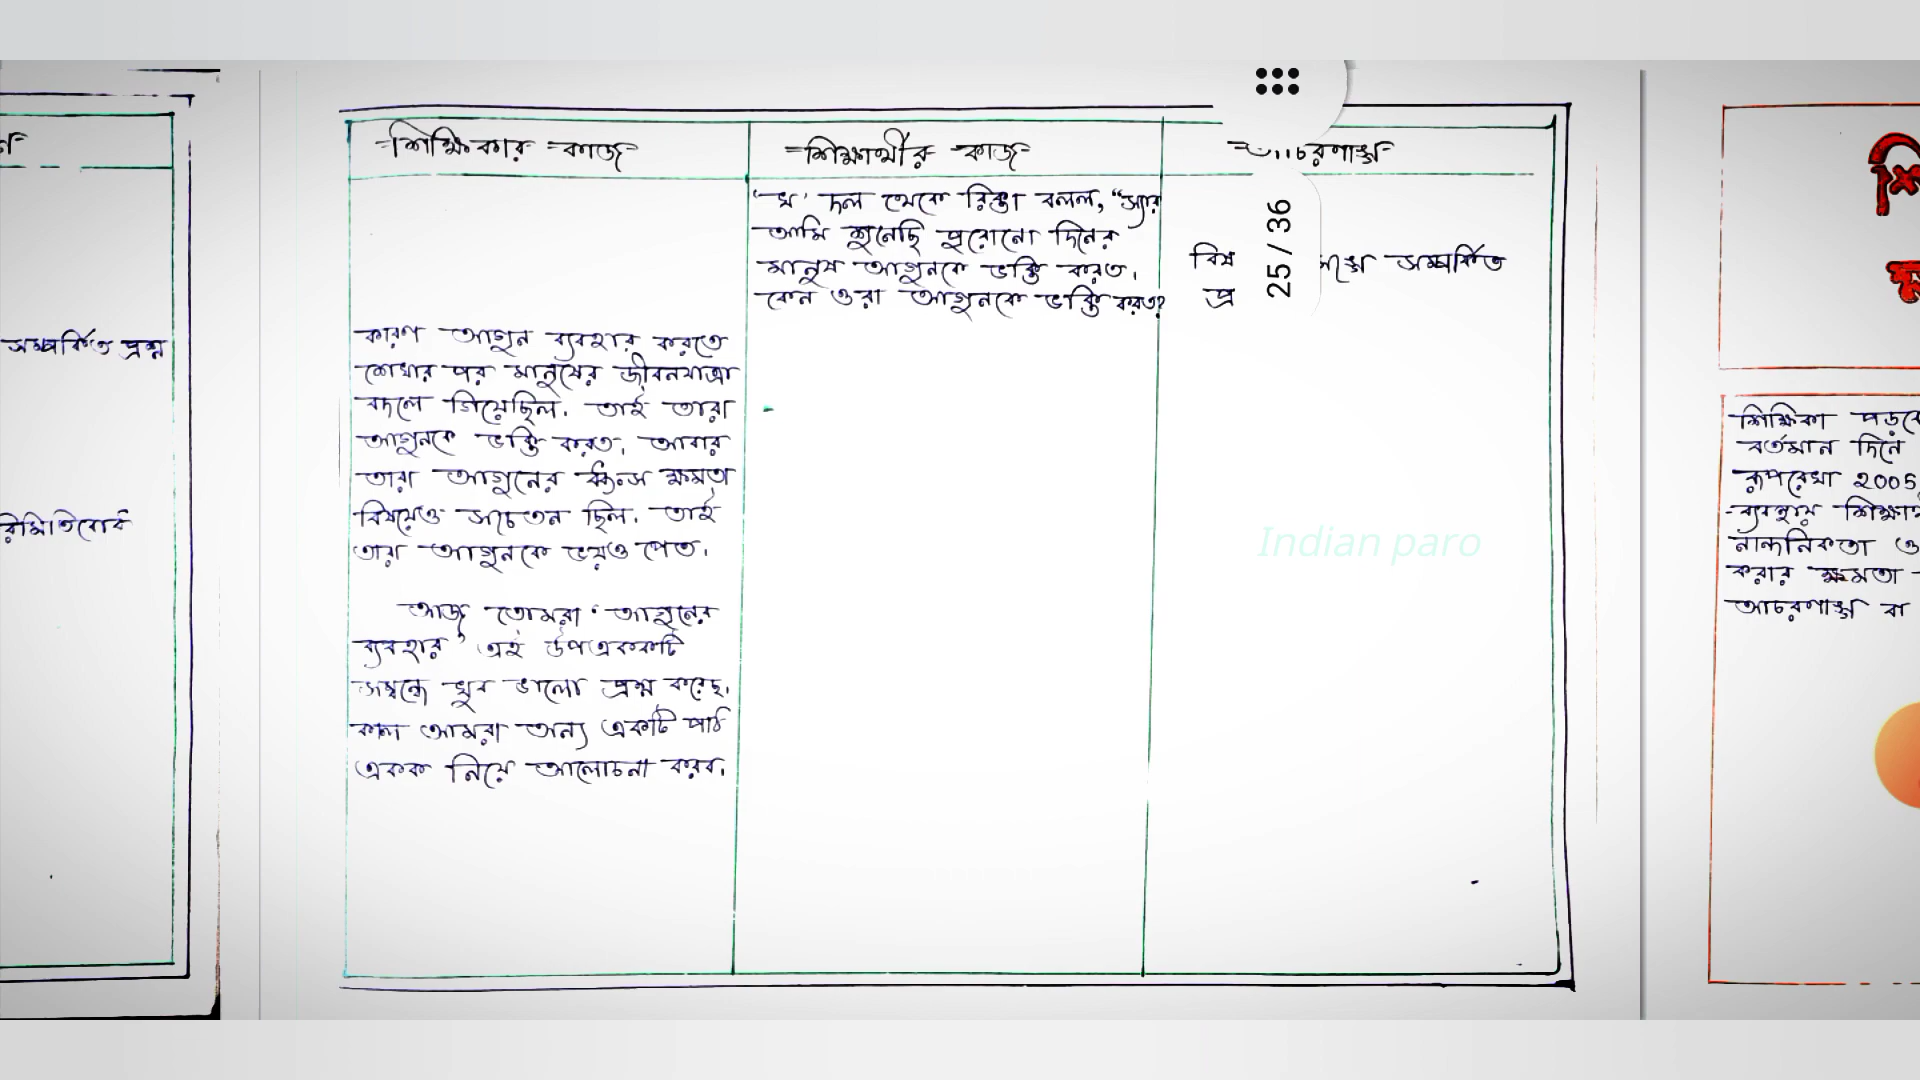 সম্পর্কিত প্রশ্ন
শিক্ষিকার কাজ
কারণ আগুন ব্যবহার করতে
শেখার পর মানুষের জীবনযাত্রা
বদলে গিয়েছিল. তাই তারা
আগুনকে ভক্তি করত. আবার
তারা আগুনের ধ্বংস ক্ষমতা
বিষয়েও সচেতন ছিল. তাই
তারা আগুনকে ভয়ও পেত.
আজ তোমরা 'আগুনের
ব্যবহার' এই উপএককটি
সম্বন্ধে খুব ভালো প্রশ্ন করেছ.
কাল আমরা অন্য একটি পাঠ
একক নিয়ে আলোচনা করব.
শিক্ষার্থীর কাজ
'খ' দল থেকে রিক্তা বলল, "স্যার
আমি শুনেছি পুরোনো দিনের
মানুষ আগুনকে ভক্তি করত.
কেন ওরা আগুনকে ভক্তি করত?
সম্পর্কিত
25 / 36
Indian paro
শিক্ষিকা
বর্তমান দিনে
রূপরেখা 2005,
ব্যবস্থায়
নান্দনিকতা ও
করার ক্ষমতা
বা